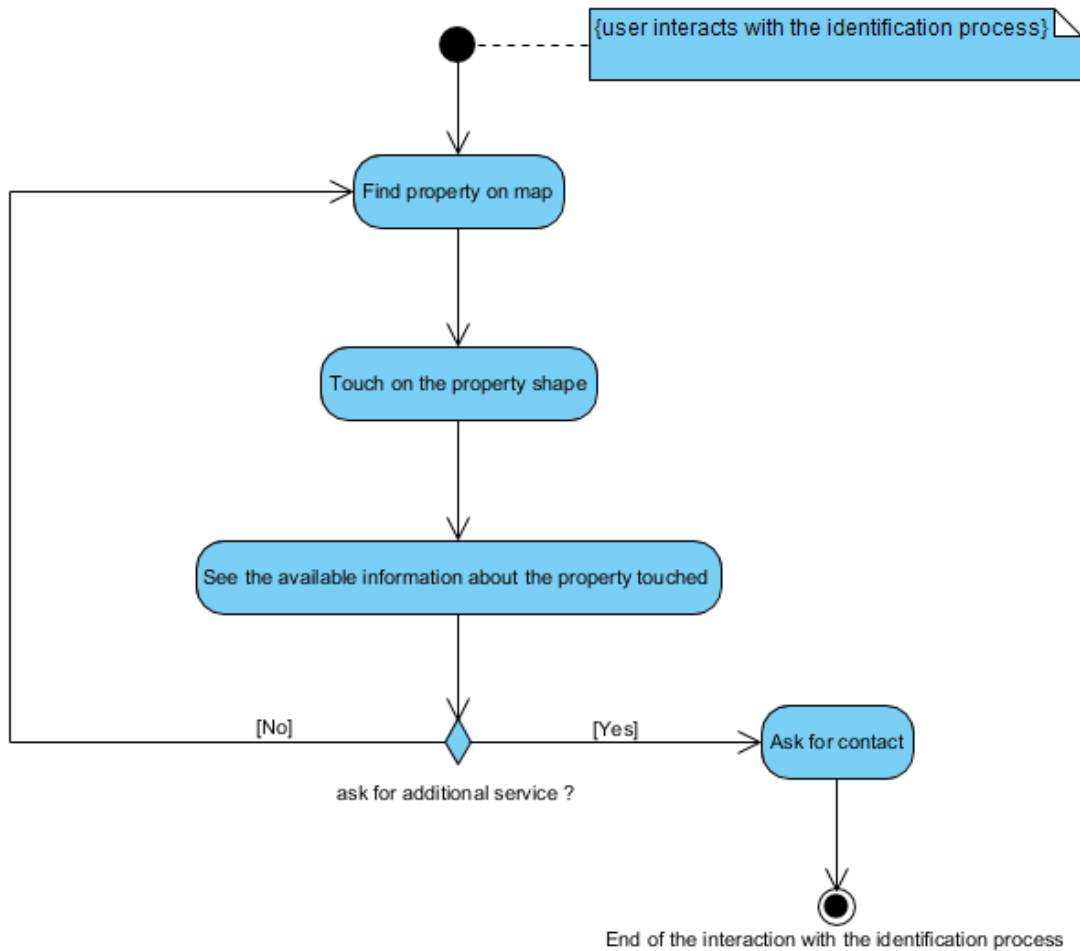 {user interacts with the identification process}
Find property on map
Touch on the property shape
See the available information about the property touched
[No]
[Yes]
Ask for contact
ask for additional service ?
End of the interaction with the identification process